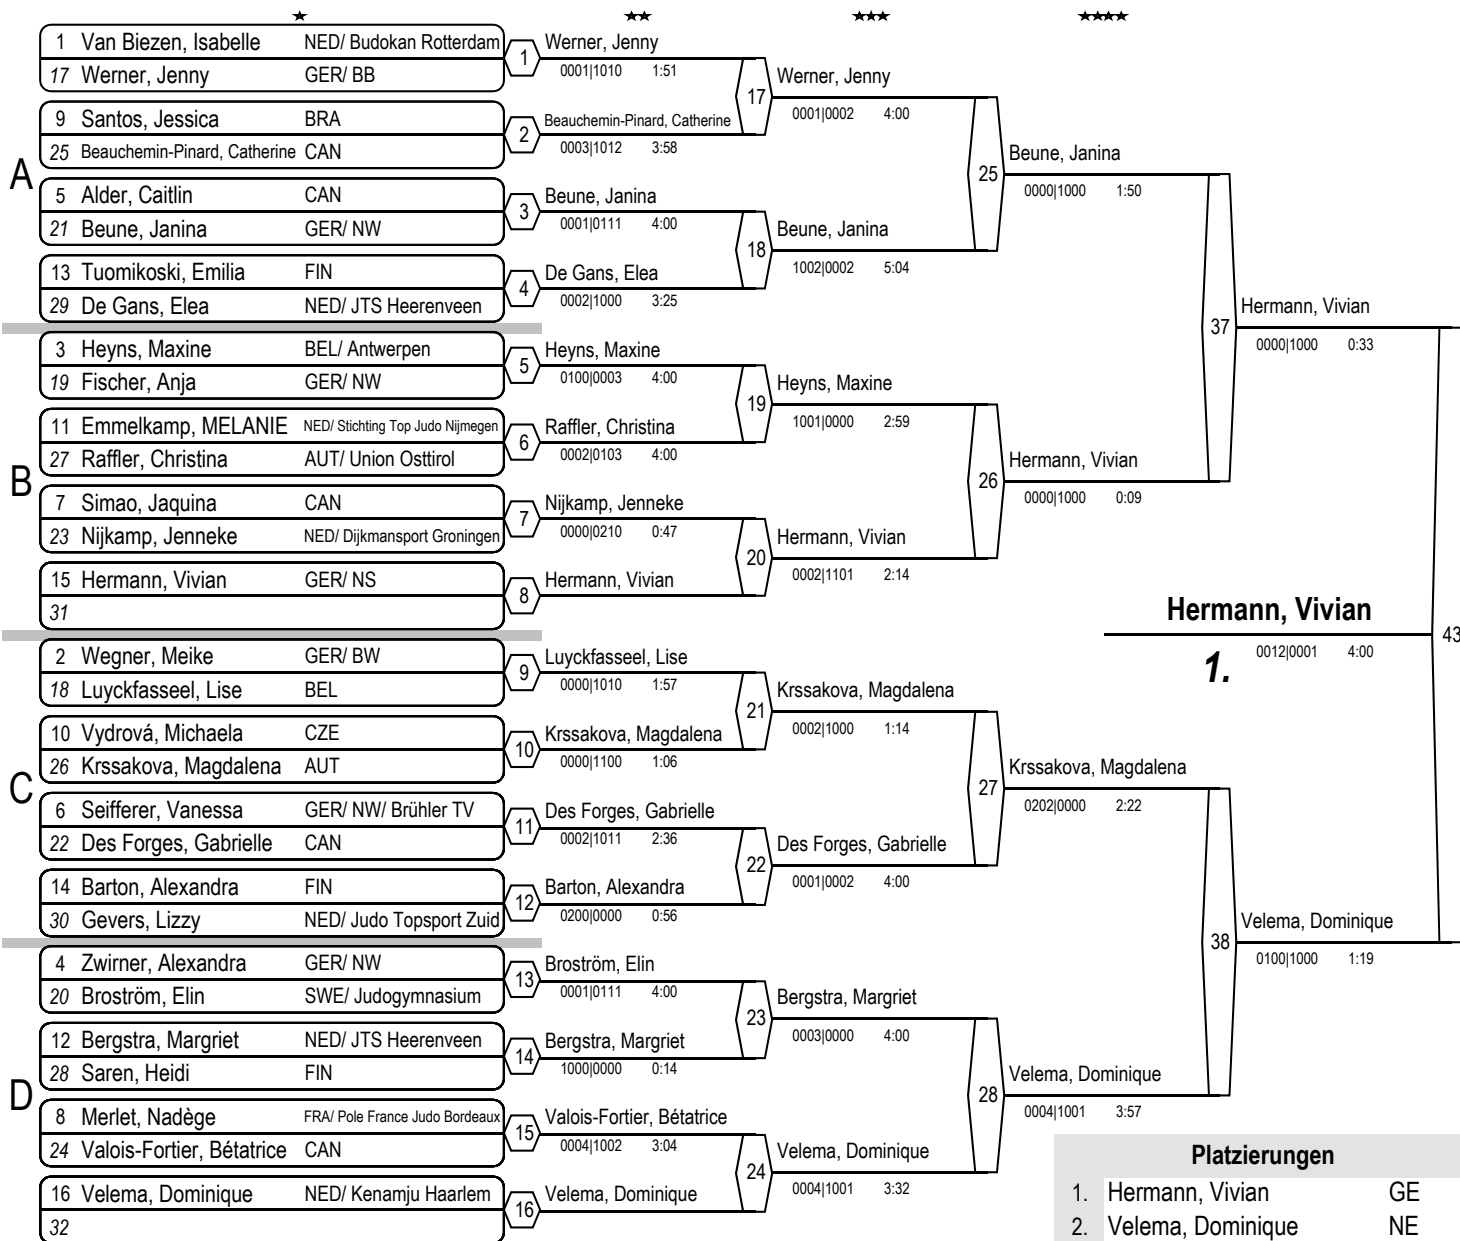 A
1 Van Biezen, Isabelle NED/ Budokan Rotterdam
17 Werner, Jenny GER/ BB
9 Santos, Jessica BRA
25 Beauchemin-Pinard, Catherine CAN
5 Alder, Caitlin CAN
21 Beune, Janina GER/ NW
13 Tuomikoski, Emilia FIN
29 De Gans, Elea NED/ JTS Heerenveen
B
3 Heyns, Maxine BEL/ Antwerpen
19 Fischer, Anja GER/ NW
11 Emmelkamp, MELANIE NED/ Stichting Top Judo Nijmegen
27 Raffler, Christina AUT/ Union Osttirol
7 Simao, Jaquina CAN
23 Nijkamp, Jenneke NED/ Dijkmansport Groningen
15 Hermann, Vivian GER/ NS
31
C
2 Wegner, Meike GER/ BW
18 Luyckfasseel, Lise BEL
10 Vydrová, Michaela CZE
26 Krssakova, Magdalena AUT
6 Seifferer, Vanessa GER/ NW/ Brühler TV
22 Des Forges, Gabrielle CAN
14 Barton, Alexandra FIN
30 Gevers, Lizzy NED/ Judo Topsport Zuid
D
4 Zwirner, Alexandra GER/ NW
20 Broström, Elin SWE/ Judogymnasium
12 Bergstra, Margriet NED/ JTS Heerenveen
28 Saren, Heidi FIN
8 Merlet, Nadège FRA/ Pole France Judo Bordeaux
24 Valois-Fortier, Bétatrice CAN
16 Velema, Dominique NED/ Kenamju Haarlem
32
1 Werner, Jenny
0001|1010 1:51
2 Beauchemin-Pinard, Catherine
0003|1012 3:58
3 Beune, Janina
0001|0111 4:00
4 De Gans, Elea
0002|1000 3:25
5 Heyns, Maxine
0100|0003 4:00
6 Raffler, Christina
0002|0103 4:00
7 Nijkamp, Jenneke
0000|0210 0:47
8 Hermann, Vivian
9 Luyckfasseel, Lise
0000|1010 1:57
10 Krssakova, Magdalena
0000|1100 1:06
11 Des Forges, Gabrielle
0002|1011 2:36
12 Barton, Alexandra
0200|0000 0:56
13 Broström, Elin
0001|0111 4:00
14 Bergstra, Margriet
1000|0000 0:14
15 Valois-Fortier, Bétatrice
0004|1002 3:04
16 Velema, Dominique
17 Werner, Jenny
0001|0002 4:00
18 Beune, Janina
1002|0002 5:04
19 Heyns, Maxine
1001|0000 2:59
20 Hermann, Vivian
0002|1101 2:14
21 Krssakova, Magdalena
0002|1000 1:14
22 Des Forges, Gabrielle
0001|0002 4:00
23 Bergstra, Margriet
0003|0000 4:00
24 Velema, Dominique
0004|1001 3:32
25 Beune, Janina
0000|1000 1:50
26 Hermann, Vivian
0000|1000 0:09
27 Krssakova, Magdalena
0202|0000 2:22
28 Velema, Dominique
0004|1001 3:57
37 Hermann, Vivian
0000|1000 0:33
38 Velema, Dominique
0100|1000 1:19
Hermann, Vivian 43
1. 0012|0001 4:00
Platzierungen
1. Hermann, Vivian GE
2. Velema, Dominique NE